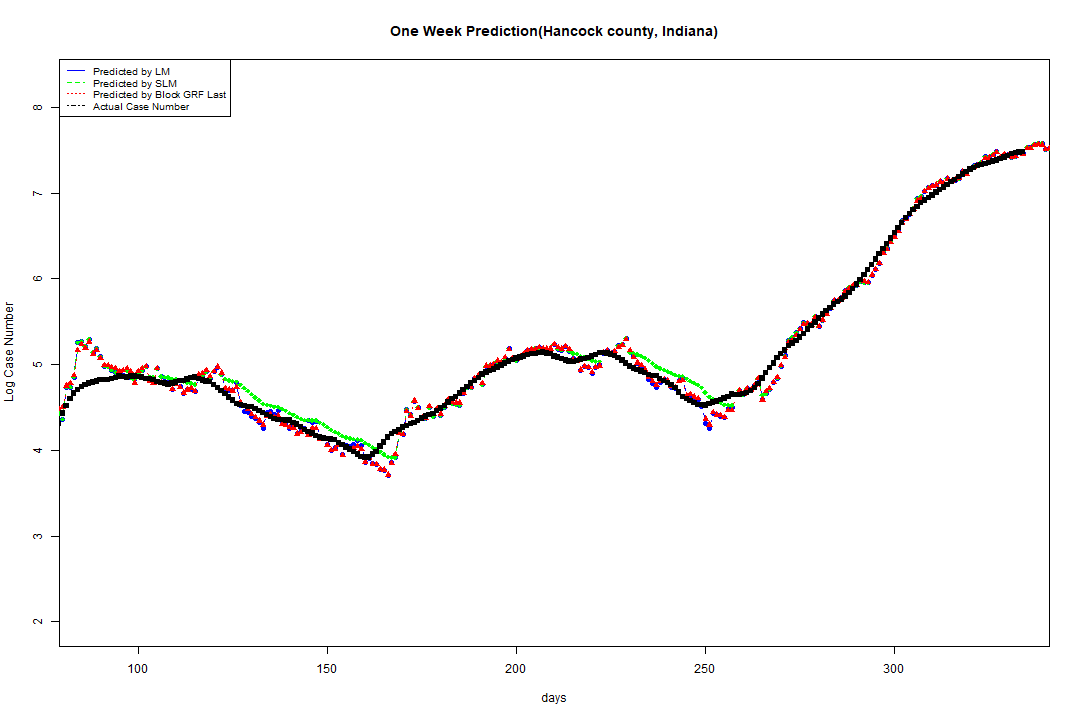 One Week Prediction(Hancock county, Indiana)
Predicted by LM
Predicted by SLM
Predicted by Block GRF Last
Actual Case Number
8
7
6
5
4
3
2
Log Case Number
100 150 200 250 300
days